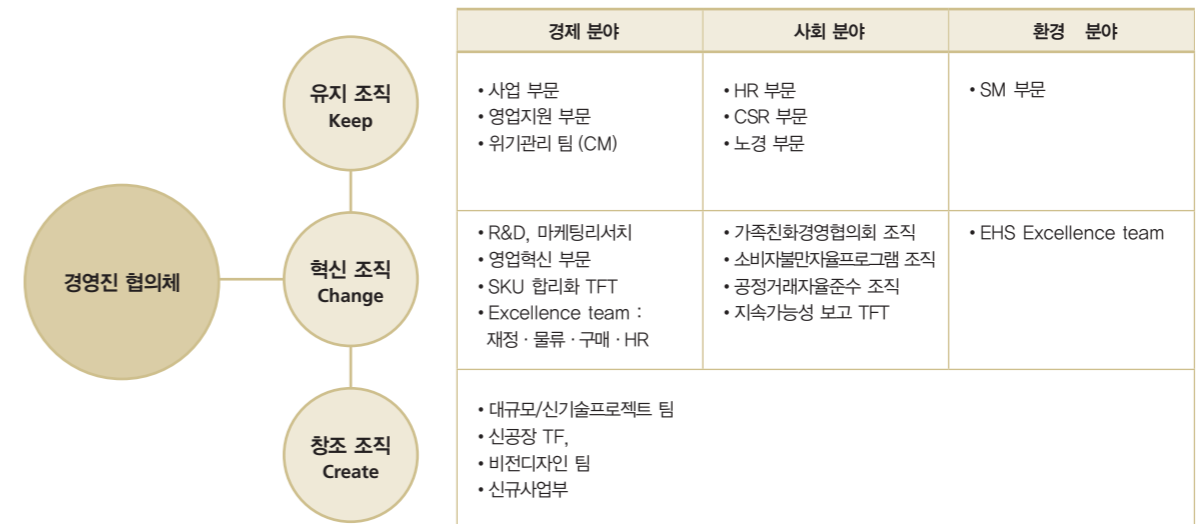 경제 분야
사회 분야
환경 분야
유지 조직
Keep
• 사업 부문
• 영업지원 부문
• 위기관리 팀 (CM)
• HR 부문
• CSR 부문
• 노경 부문
• SM 부문
경영진 협의체
혁신 조직
Change
• R&D, 마케팅리서치
• 영업혁신 부문
• SKU 합리화 TFT
• Excellence team :
재정 · 물류 · 구매 · HR
• 가족친화경영협의회 조직
• 소비자불만자율프로그램 조직
• 공정거래자율준수 조직
• 지속가능성 보고 TFT
• EHS Excellence team
창조 조직
Create
• 대규모/신기술프로젝트 팀
• 신공장 TF,
• 비전디자인 팀
• 신규사업부